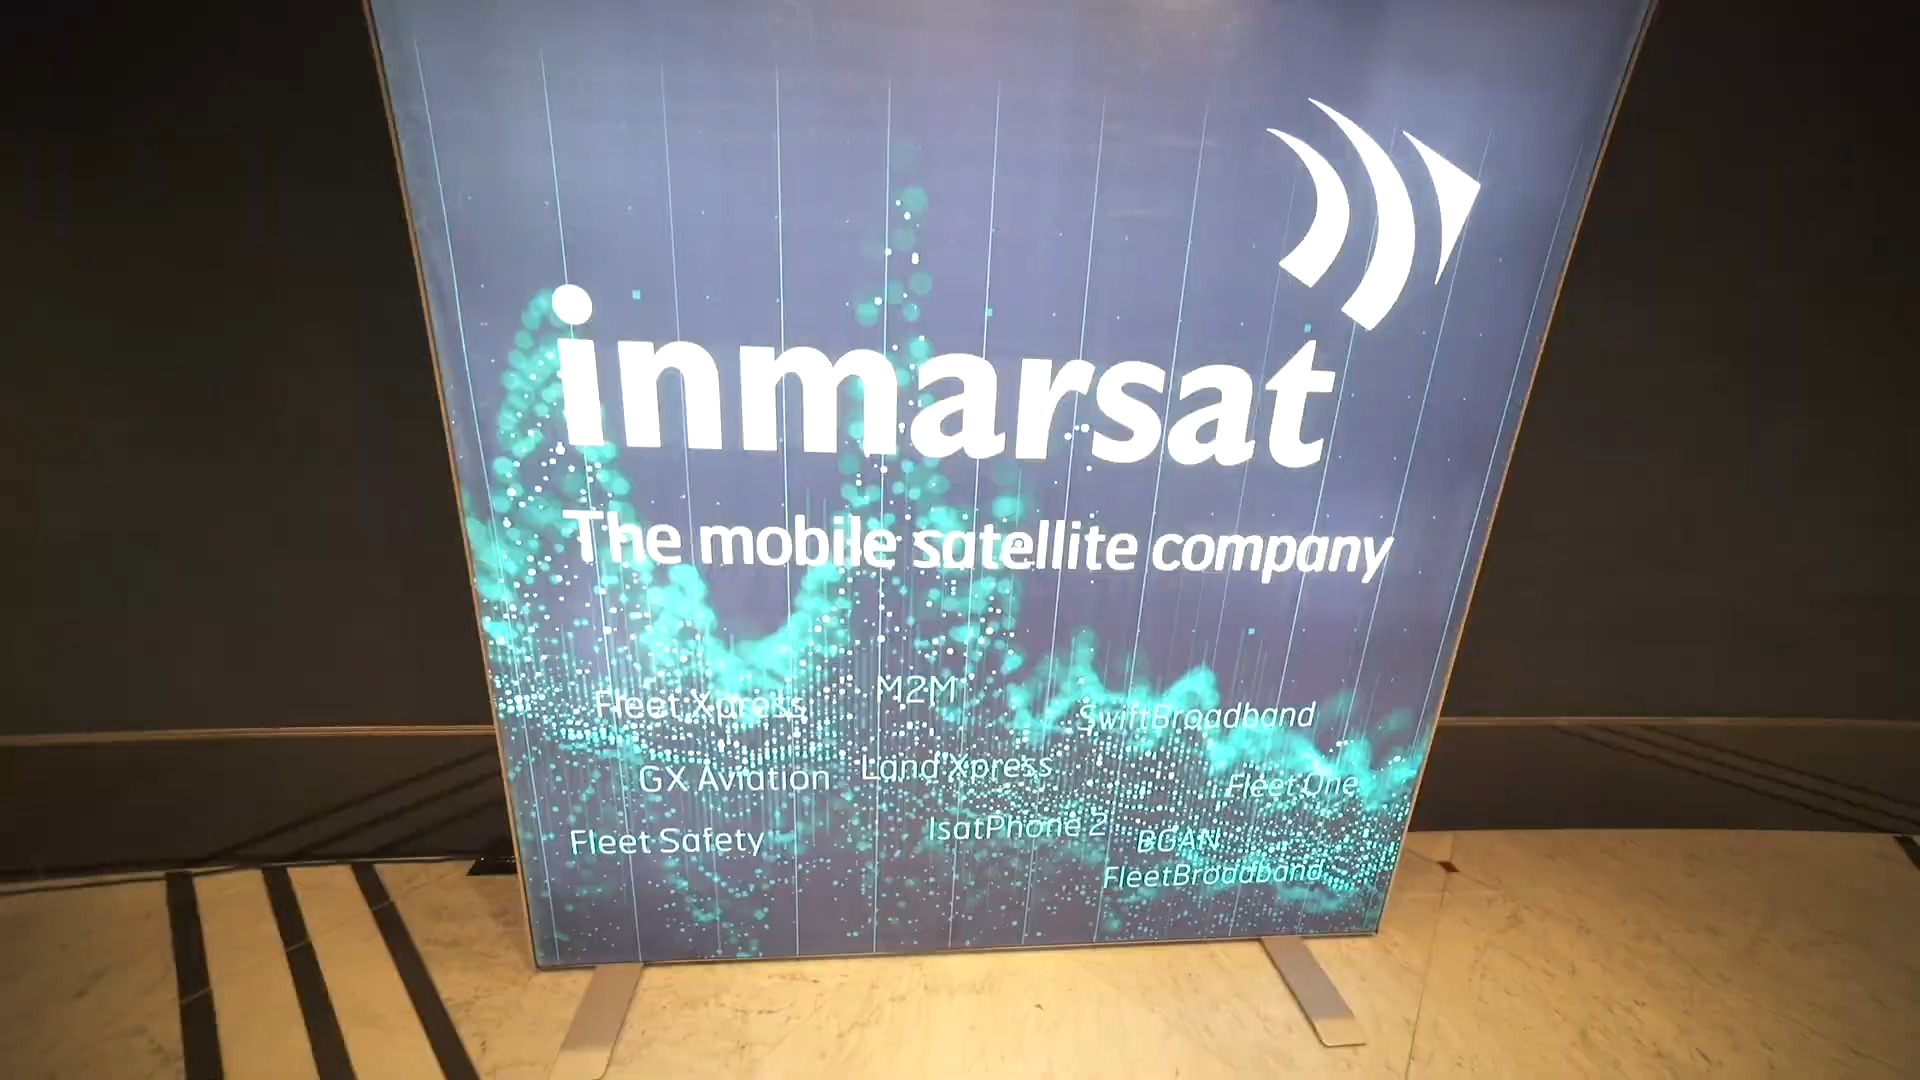 inmarsat
The mobile satellite company
Fleet Xpress
M2M
SwiftBroadband
GX Aviation
Land Xpress
Fleet One
Fleet Safety
IsatPhone 2
BGAN
FleetBroadband